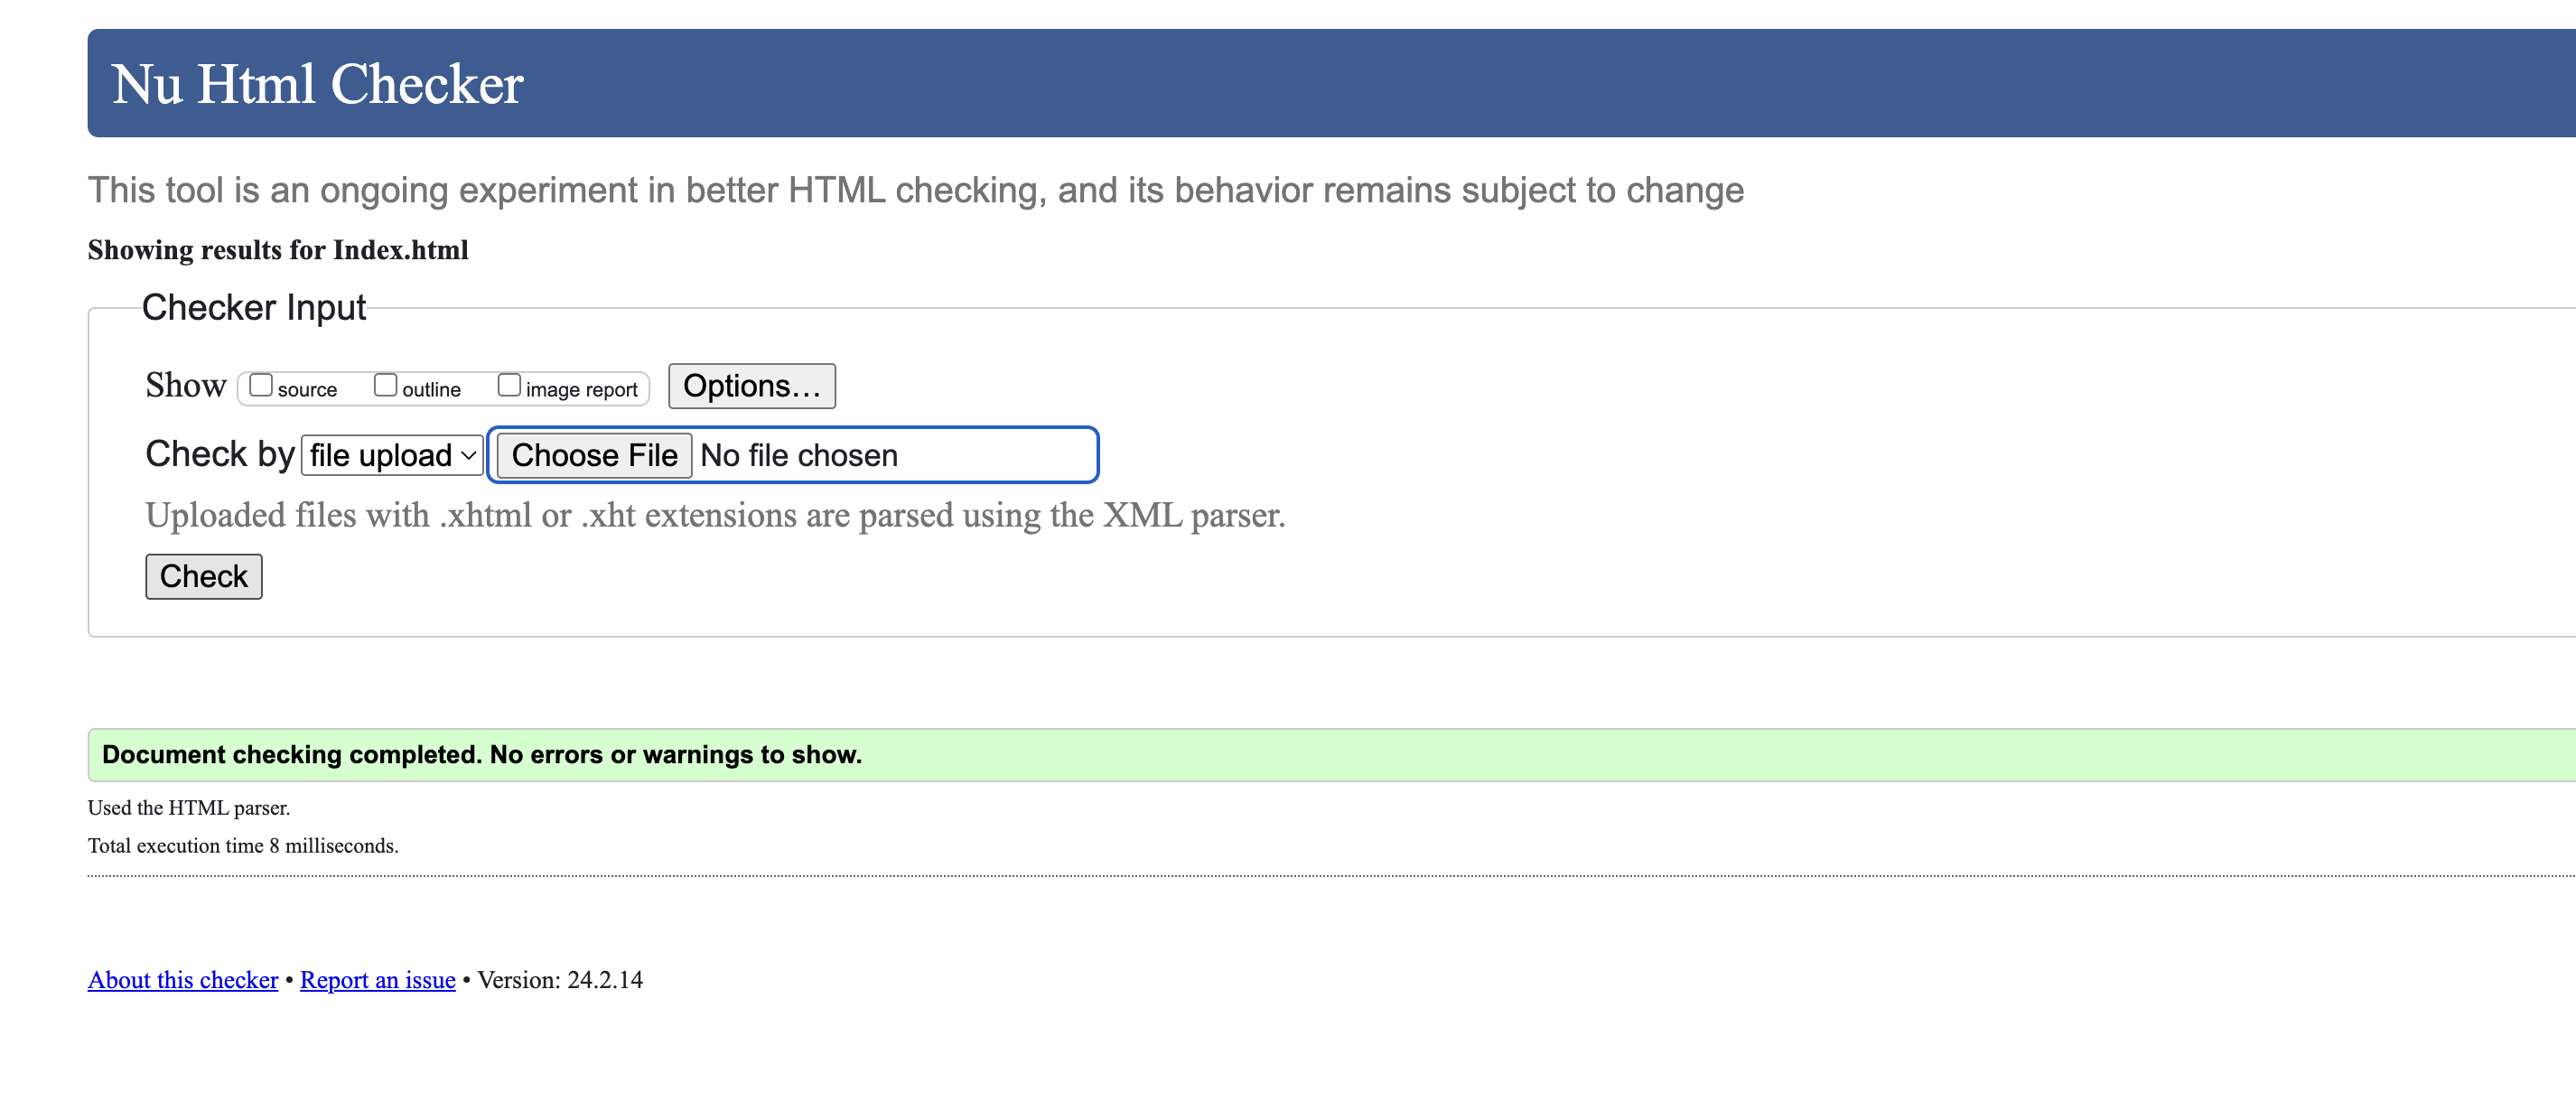 Nu Html Checker
This tool is an ongoing experiment in better HTML checking, and its behavior remains subject to change
Showing results for Index.html
Checker Input
Show source outline image report Options...
Check by file upload Choose File No file chosen
Uploaded files with .xhtml or .xht extensions are parsed using the XML parser.
Check
Document checking completed. No errors or warnings to show.
Used the HTML parser.
Total execution time 8 milliseconds.
About this checker • Report an issue • Version: 24.2.14